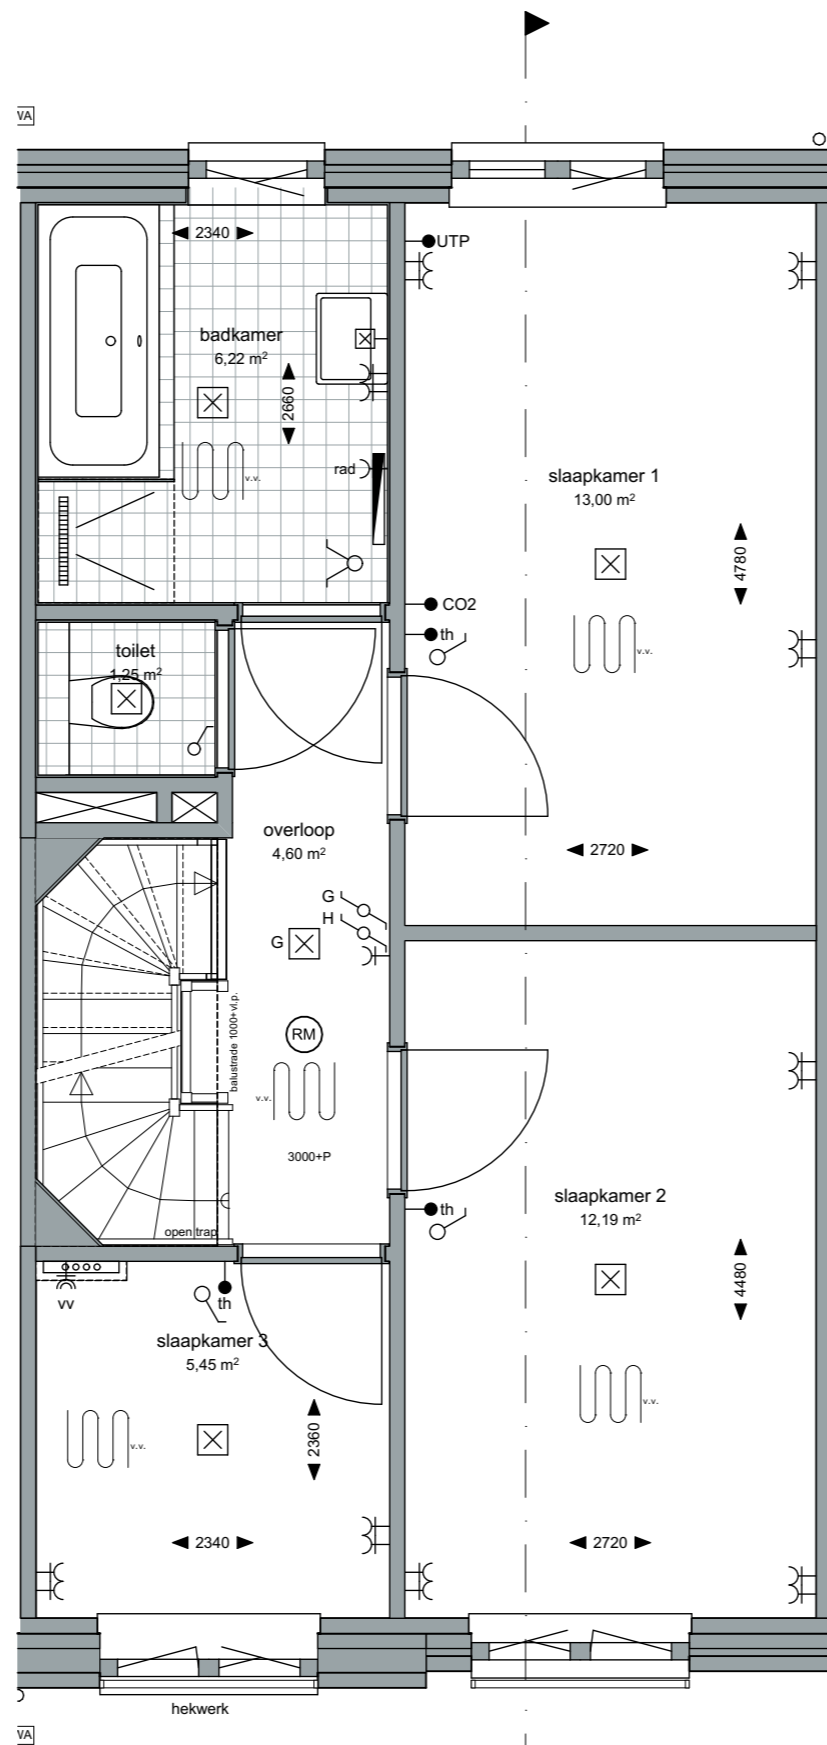 2340
UTP
badkamer
6,22 m²
2660
rad
v.v.
slaapkamer 1
13,00 m²
4780
CO2
th
v.v.
toilet
1,25 m²
2720
overloop
4,60 m²
G
H
G
RM
balustrade 1000+vl.p.
v.v.
3000+P
open trap
th
slaapkamer 2
12,19 m²
4480
v.v.
vv
th
slaapkamer 3
5,45 m²
2360
v.v.
2340
2720
hekwerk